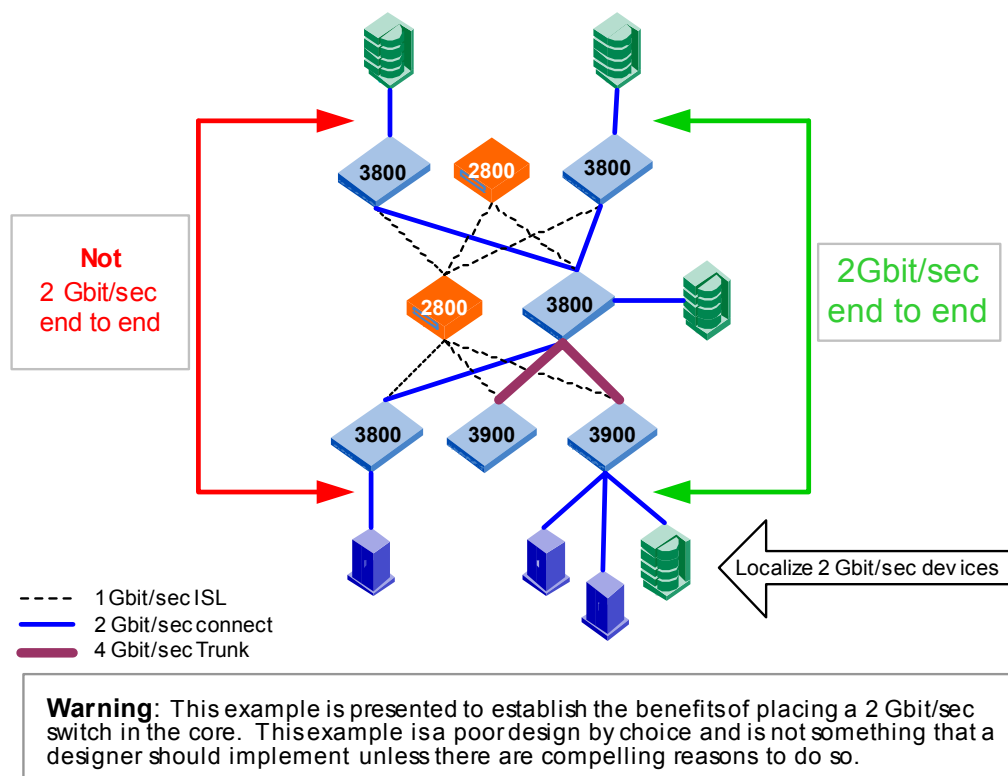 3800
2800
3800
Not
2 Gbit/sec
end to end
2800
3800
2Gbit/sec
end to end
3800
3900
3900
Localize 2 Gbit/sec devices
1 Gbit/sec ISL
2 Gbit/sec connect
4 Gbit/sec Trunk
Warning: This example is presented to establish the benefits of placing a 2 Gbit/sec
switch in the core. This example is a poor design by choice and is not something that a
designer should implement unless there are compelling reasons to do so.